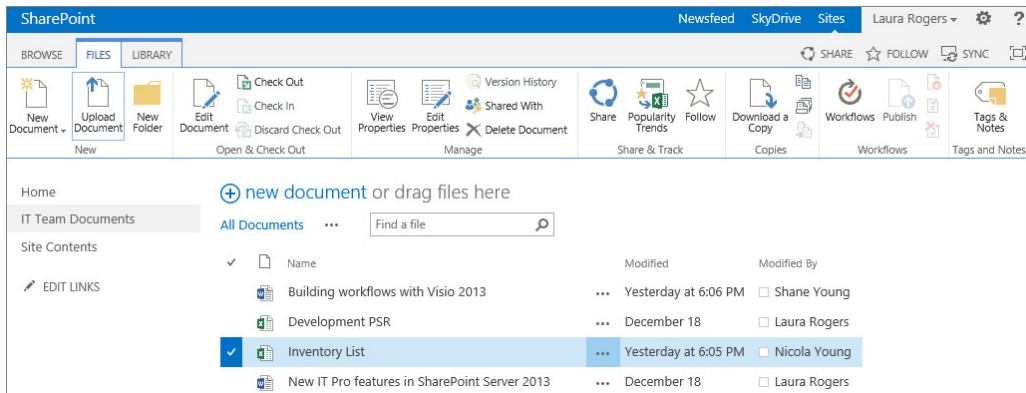 SharePoint Newsfeed SkyDrive Sites Laura Rogers ?
BROWSE FILES LIBRARY SHARE FOLLOW SYNC
New Document Upload Document New Folder
New
Edit Document Check Out
Check In
Discard Check Out
Open & Check Out
View Properties Edit Properties Version History
Shared With
Delete Document
Manage
Share Popularity Trends Follow
Share & Track
Download a Copy
Copies
Workflows Publish
Workflows
Tags & Notes
Tags and Notes
Home
IT Team Documents
Site Contents
EDIT LINKS
new document or drag files here
All Documents ••• Find a file
Name Modified Modified By
Building workflows with Visio 2013 ••• Yesterday at 6:06 PM Shane Young
Development PSR ••• December 18 Laura Rogers
Inventory List ••• Yesterday at 6:05 PM Nicola Young
New IT Pro features in SharePoint Server 2013 ••• December 18 Laura Rogers